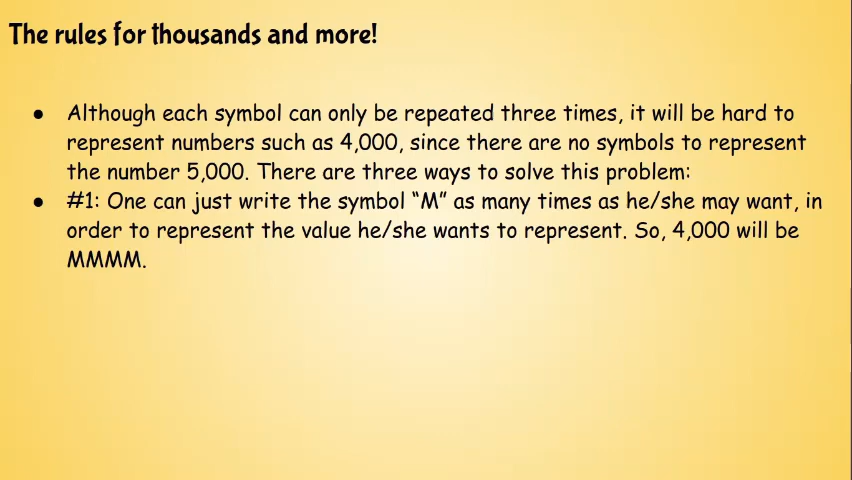 The rules for thousands and more!
● Although each symbol can only be repeated three times, it will be hard to
represent numbers such as 4,000, since there are no symbols to represent
the number 5,000. There are three ways to solve this problem:
● #1: One can just write the symbol “M” as many times as he/she may want, in
order to represent the value he/she wants to represent. So, 4,000 will be
MMMM.